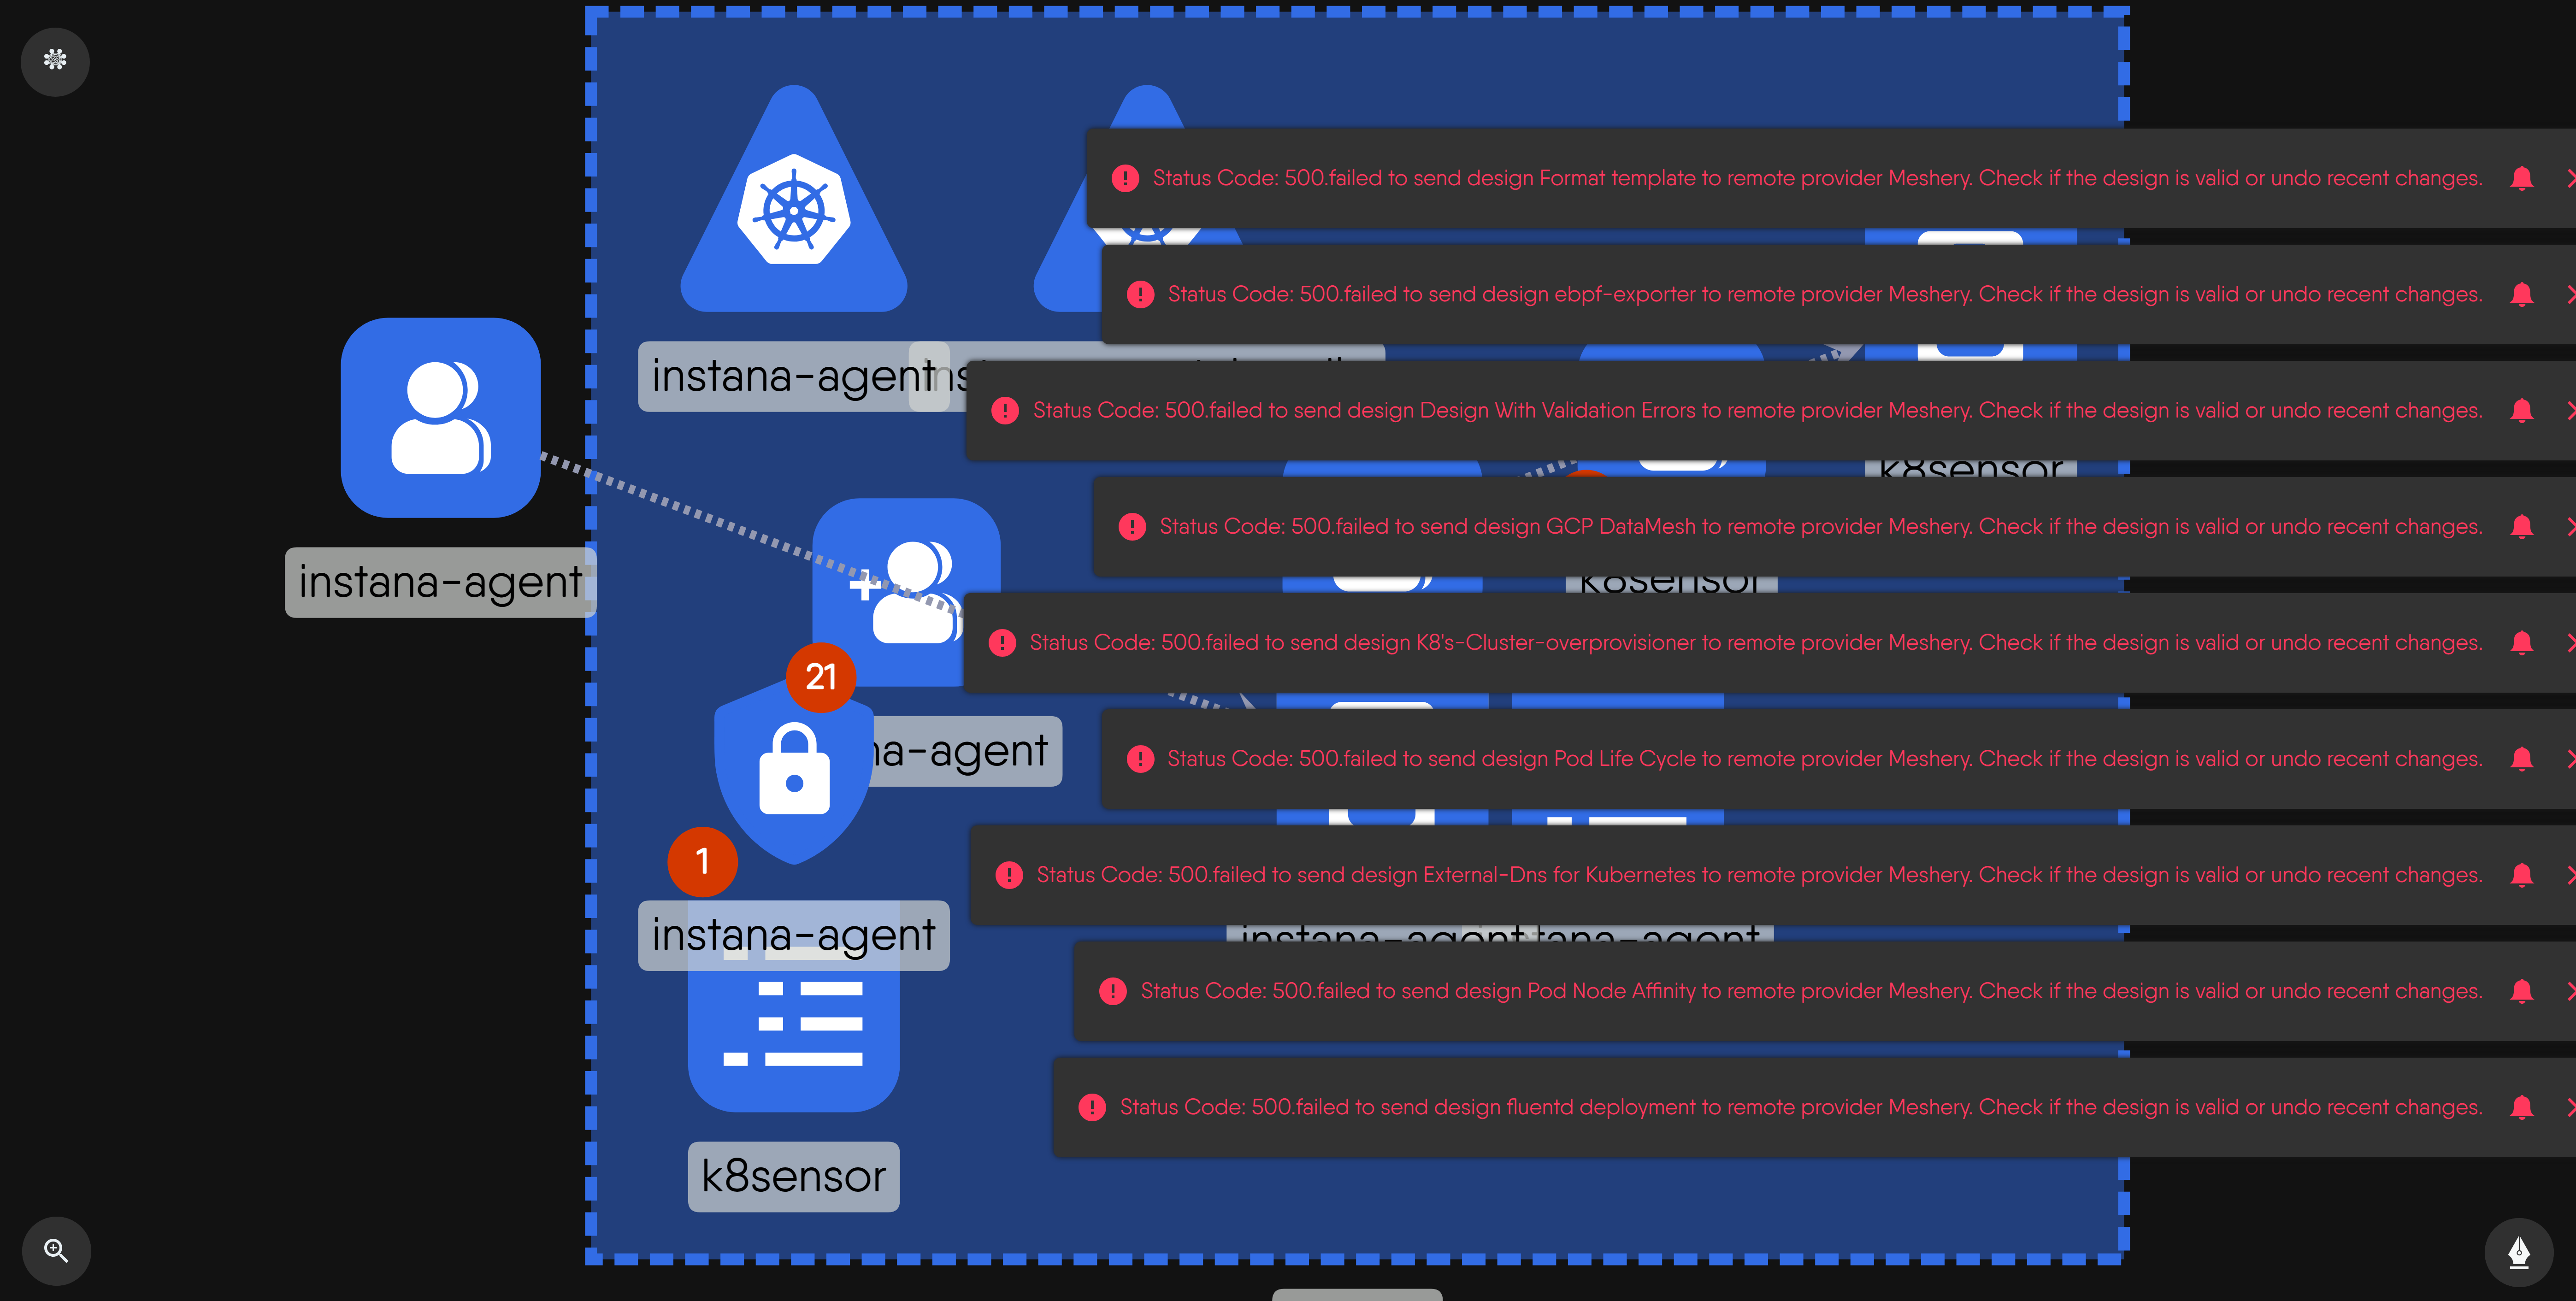 Status Code: 500.failed to send design Format template to remote provider Meshery. Check if the design is valid or undo recent changes.
Status Code: 500.failed to send design ebpf-exporter to remote provider Meshery. Check if the design is valid or undo recent changes.
instana-agent
Status Code: 500.failed to send design Design With Validation Errors to remote provider Meshery. Check if the design is valid or undo recent changes.
k8sensor
Status Code: 500.failed to send design GCP DataMesh to remote provider Meshery. Check if the design is valid or undo recent changes.
instana-agent
k8sensor
Status Code: 500.failed to send design K8's-Cluster-overprovisioner to remote provider Meshery. Check if the design is valid or undo recent changes.
21
na-agent
Status Code: 500.failed to send design Pod Life Cycle to remote provider Meshery. Check if the design is valid or undo recent changes.
1
Status Code: 500.failed to send design External-Dns for Kubernetes to remote provider Meshery. Check if the design is valid or undo recent changes.
instana-agent
instana-agent tana-agent
Status Code: 500.failed to send design Pod Node Affinity to remote provider Meshery. Check if the design is valid or undo recent changes.
Status Code: 500.failed to send design fluentd deployment to remote provider Meshery. Check if the design is valid or undo recent changes.
k8sensor